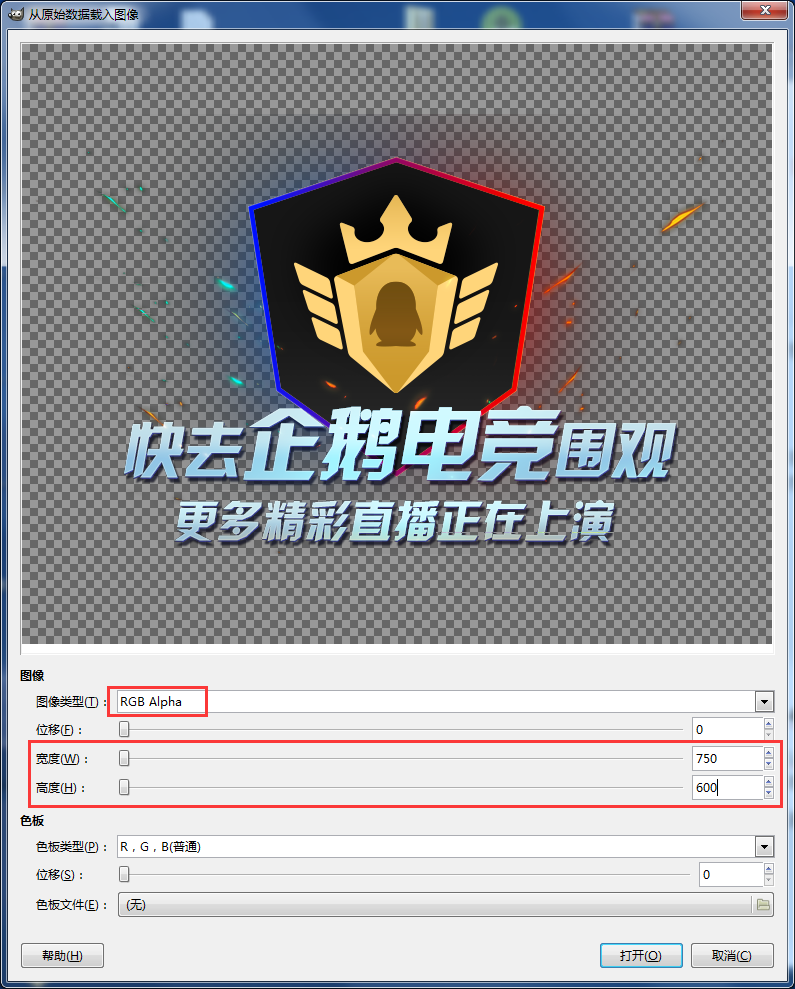 从原始数据载入图像
快去企鹅电竞围观
更多精彩直播正在上演
图像
图像类型(T)： RGB Alpha
位移(F)： 0
宽度(W)： 750
高度(H)： 600
色板
色板类型(P)： R，G，B(普通)
位移(S)： 0
色板文件(E)： (无)
帮助(H) 打开(O) 取消(C)